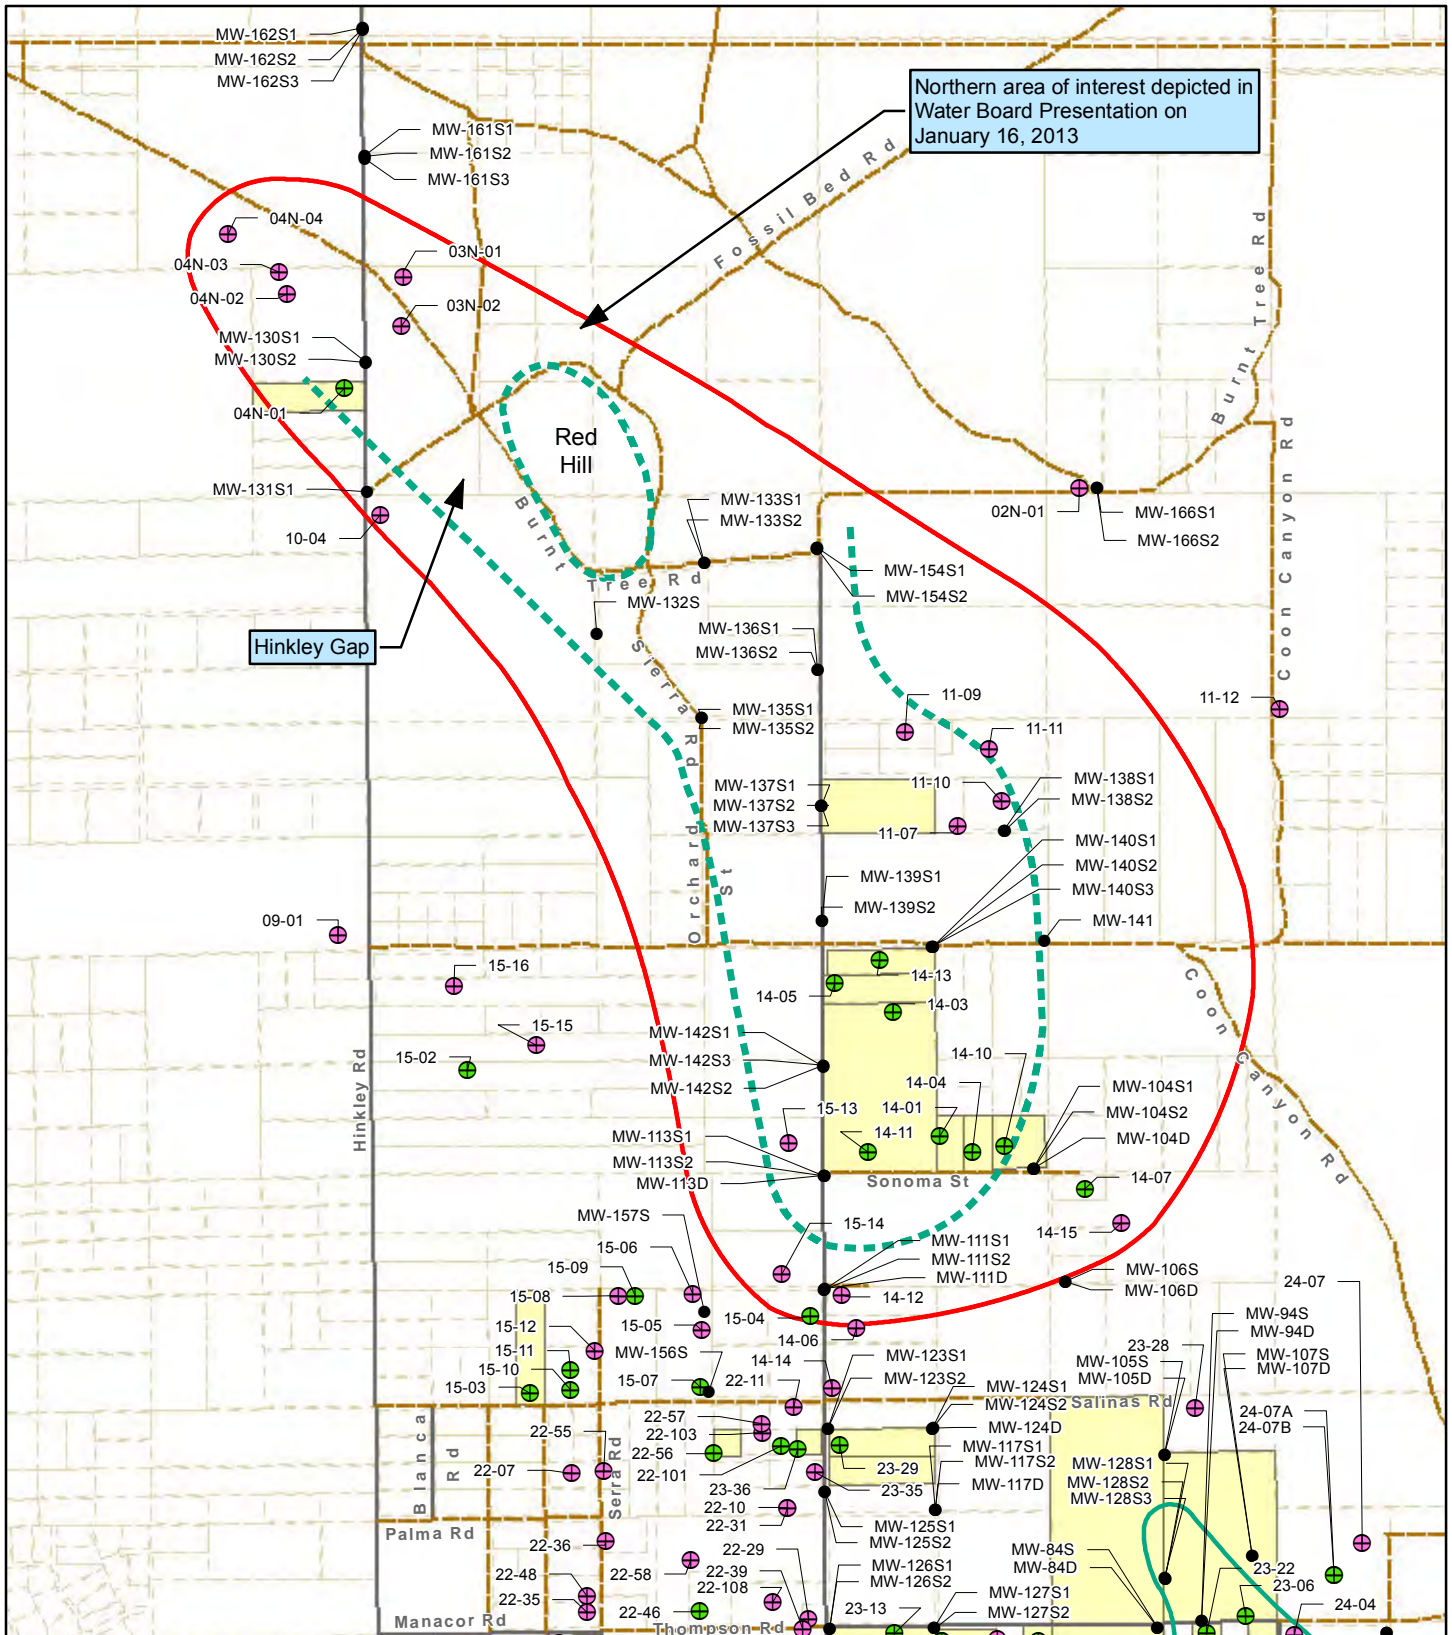 MW-162S1
MW-162S2
MW-162S3
Northern area of interest depicted in
Water Board Presentation on
January 16, 2013
MW-161S1
MW-161S2
MW-161S3
Fossil Bed Rd
Burnt Tree Rd
04N-04
04N-03
04N-02
03N-01
03N-02
MW-130S1
MW-130S2
04N-01
Red
Hill
MW-131S1
10-04
Burnt
Tree Rd
MW-133S1
MW-133S2
02N-01
MW-166S1
MW-166S2
Coon Canyon Rd
MW-154S1
MW-154S2
MW-132S
Hinkley Gap
MW-136S1
MW-136S2
Sierra
Rd
MW-135S1
MW-135S2
11-09
11-11
11-12
11-10
MW-137S1
MW-137S2
MW-137S3
11-07
MW-138S1
MW-138S2
MW-140S1
MW-140S2
MW-140S3
Orchard
St
MW-139S1
MW-139S2
MW-141
09-01
15-16
14-13
14-05
14-03
Coon Canyon Rd
15-15
15-02
Hinkley Rd
MW-142S1
MW-142S3
MW-142S2
14-10
14-04
14-01
14-11
MW-104S1
MW-104S2
MW-104D
15-13
MW-113S1
MW-113S2
MW-113D
Sonoma St
14-07
14-15
MW-157S
15-14
15-06
15-09
15-08
MW-111S1
MW-111S2
MW-111D
14-12
MW-106S
MW-106D
24-07
15-12
15-05
15-04
14-06
MW-94S
MW-94D
MW-107S
MW-107D
15-11
15-10
15-03
MW-156S
15-07
14-14
22-11
MW-123S1
MW-123S2
23-28
MW-105S
MW-105D
MW-124S1
MW-124S2
MW-124D
Salinas Rd
24-07A
24-07B
Blanca
Rd
22-55
22-07
Serra Rd
22-57
22-103
22-56
22-101
23-36
22-10
22-31
23-29
23-35
MW-117S1
MW-117S2
MW-117D
MW-128S1
MW-128S2
MW-128S3
Palma Rd
22-36
MW-125S1
MW-125S2
22-29
22-58
22-39
22-108
MW-126S1
MW-126S2
MW-84S
MW-84D
23-22
23-06
22-48
22-35
22-46
MW-127S1
MW-127S2
23-13
24-04
Manacor Rd
Thompson Rd